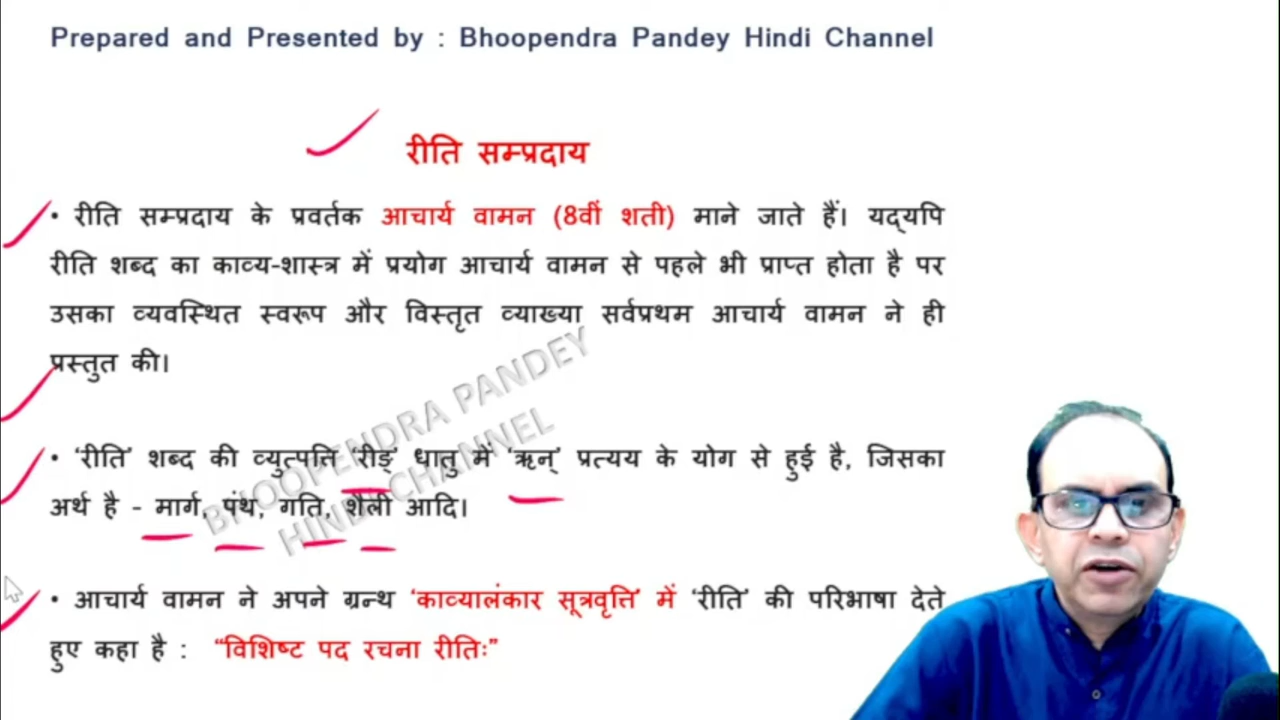 Prepared and Presented by : Bhoopendra Pandey Hindi Channel
रीति सम्प्रदाय
• रीति सम्प्रदाय के प्रवर्तक आचार्य वामन (8वीं शती) माने जाते हैं। यद्यपि
रीति शब्द का काव्य-शास्त्र में प्रयोग आचार्य वामन से पहले भी प्राप्त होता है पर
उसका व्यवस्थित स्वरूप और विस्तृत व्याख्या सर्वप्रथम आचार्य वामन ने ही
प्रस्तुत की।
• ‘रीति’ शब्द की व्युत्पति ‘रीङ्’ धातु में ‘ऋन्’ प्रत्यय के योग से हुई है, जिसका
अर्थ है - मार्ग, पंथ, गति, शैली आदि।
• आचार्य वामन ने अपने ग्रन्थ ‘काव्यालंकार सूत्रवृत्ति’ में ‘रीति’ की परिभाषा देते
हुए कहा है : “विशिष्ट पद रचना रीतिः”
BHOOPENDRA PANDEY
HINDI CHANNEL